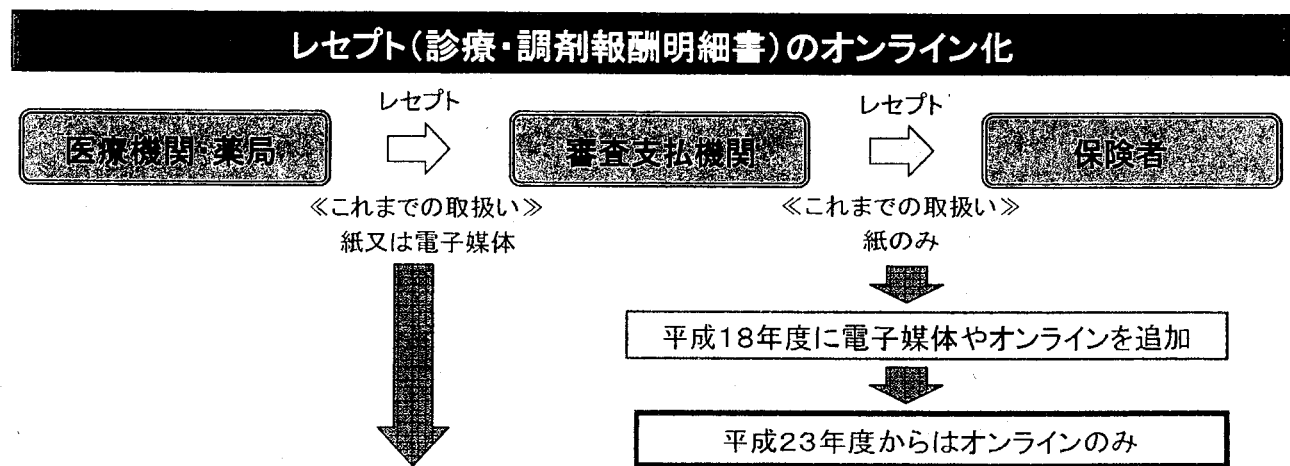 レセプト(診療・調剤報酬明細書)のオンライン化
レセプト
レセプト
医療機関・薬局
審査支払機関
保険者
≪これまでの取扱い≫
≪これまでの取扱い≫
紙又は電子媒体
紙のみ
平成18年度に電子媒体やオンラインを追加
平成23年度からはオンラインのみ